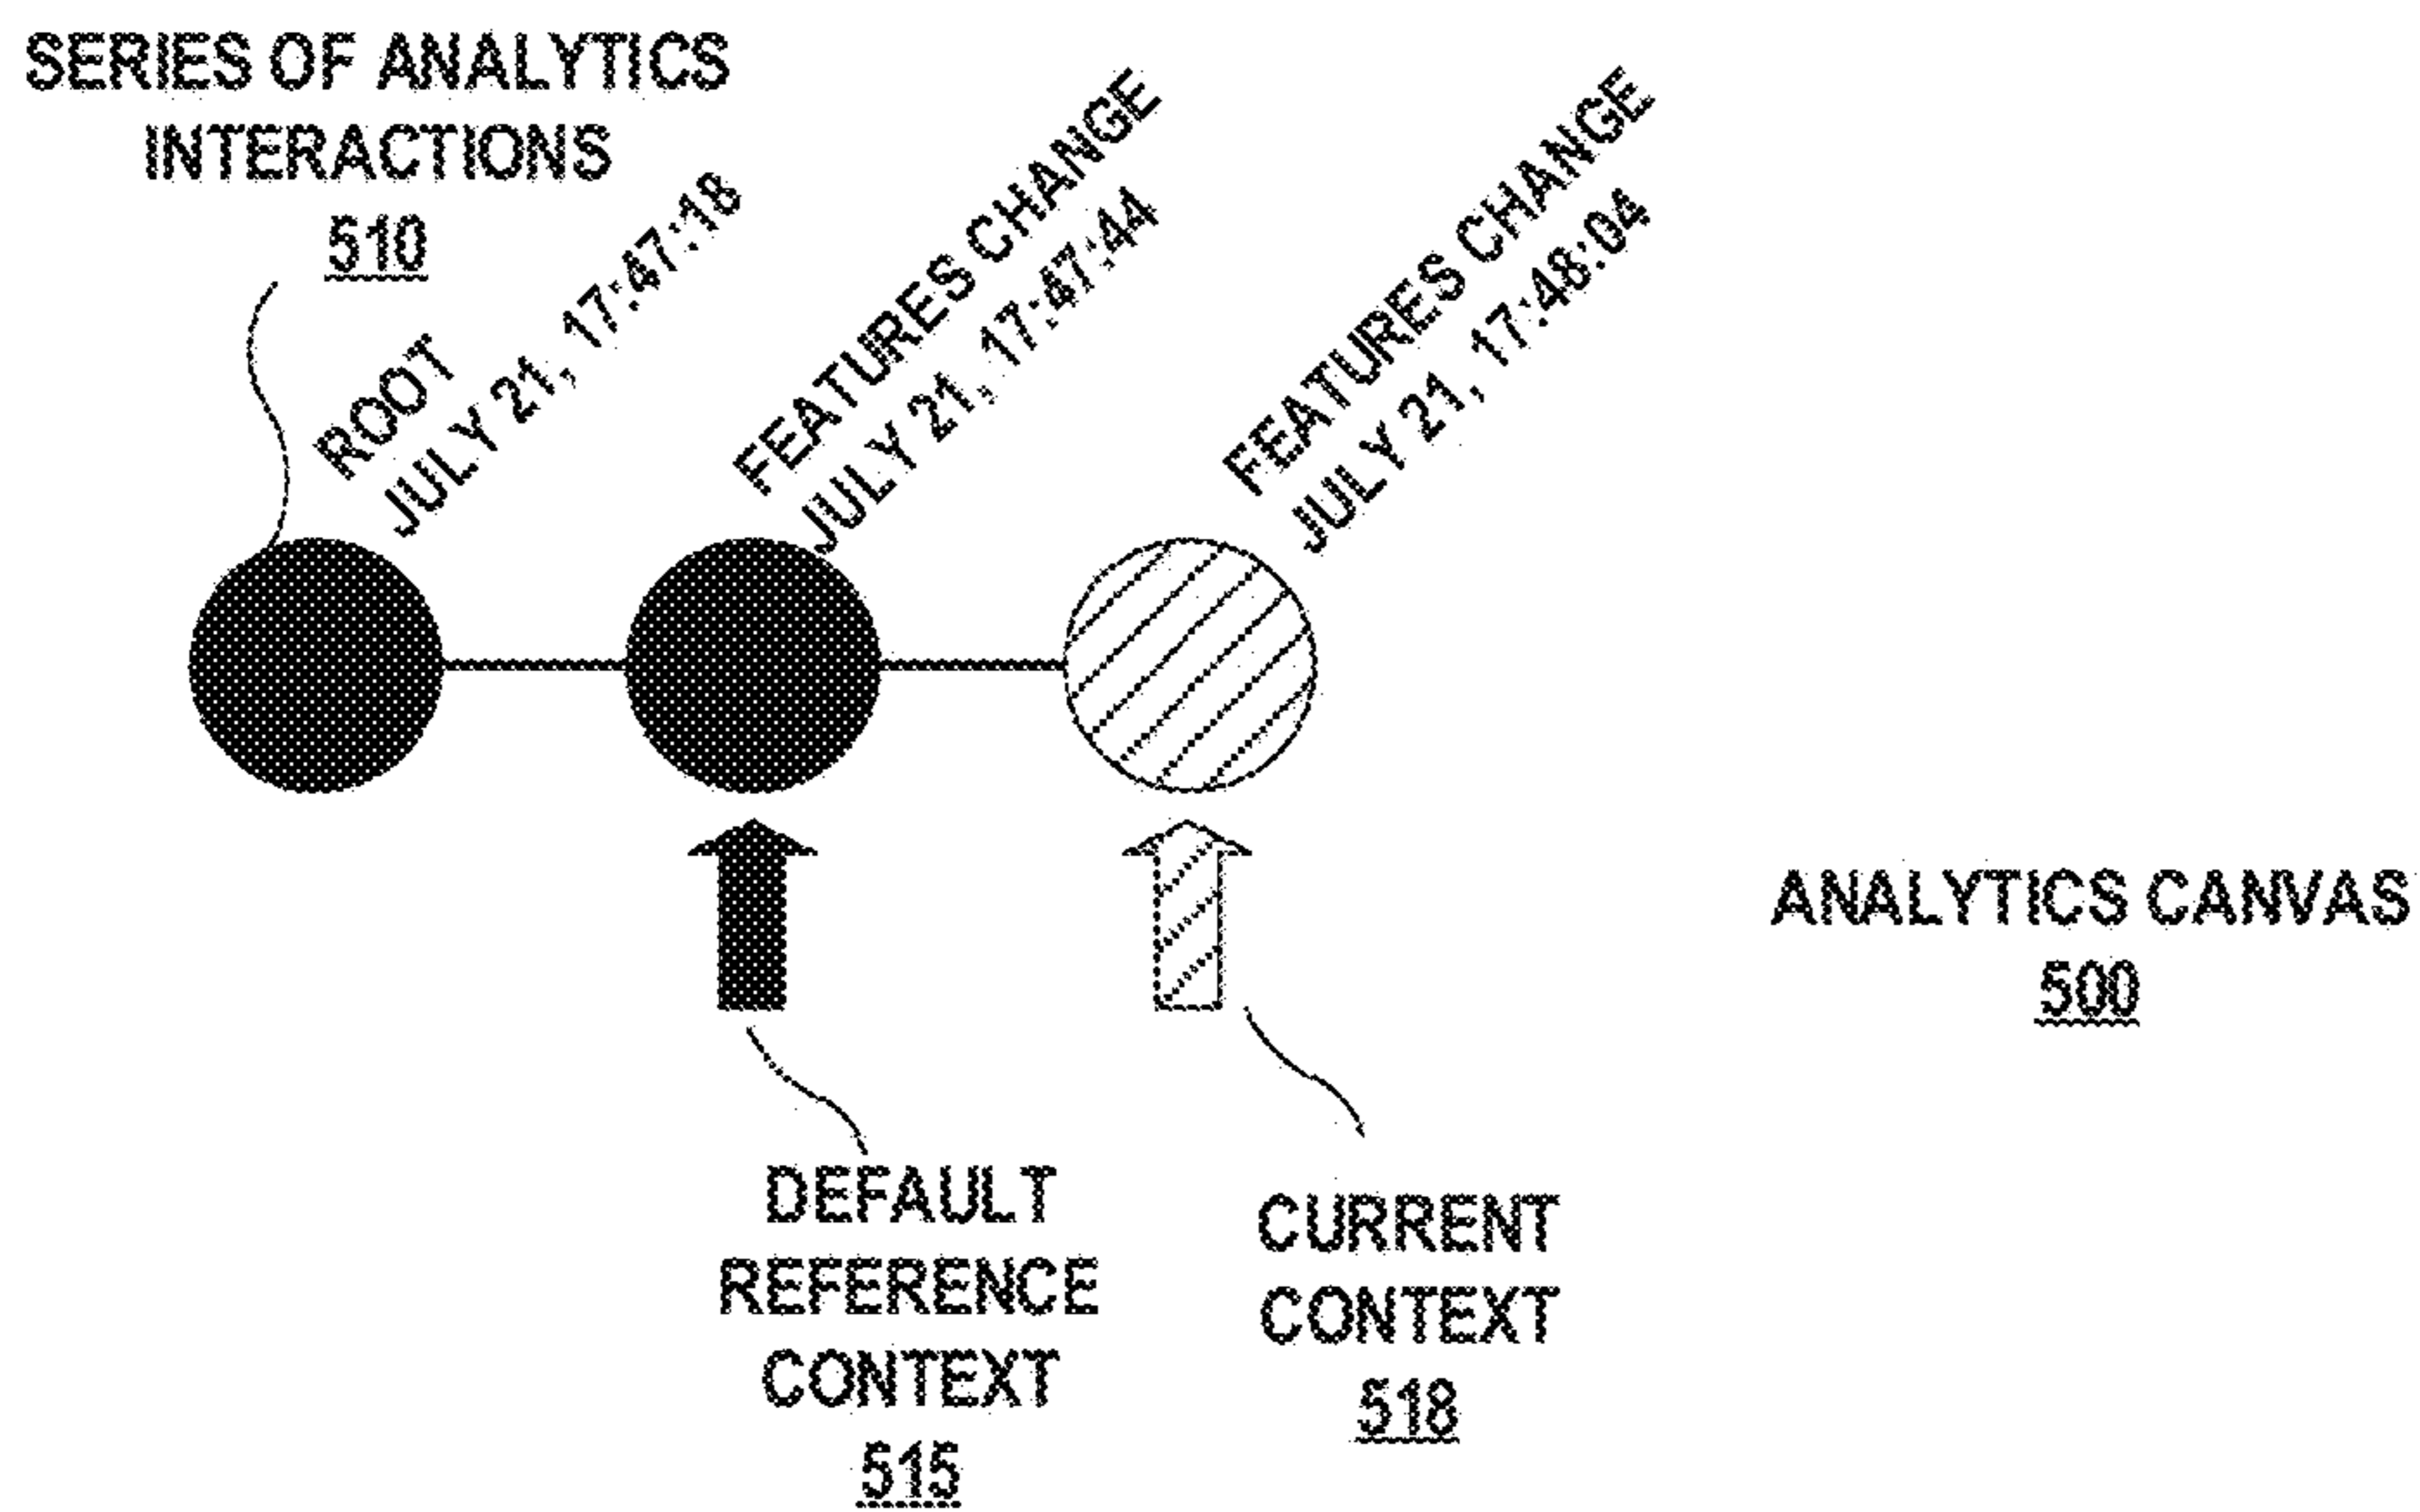 SERIES OF ANALYTICS
INTERACTIONS
510
ROOT
JULY 21, 17:47:18
FEATURES CHANGE
JULY 21, 17:47:44
FEATURES CHANGE
JULY 21, 17:48:04
ANALYTICS CANVAS
500
DEFAULT
REFERENCE
CONTEXT
515
CURRENT
CONTEXT
518